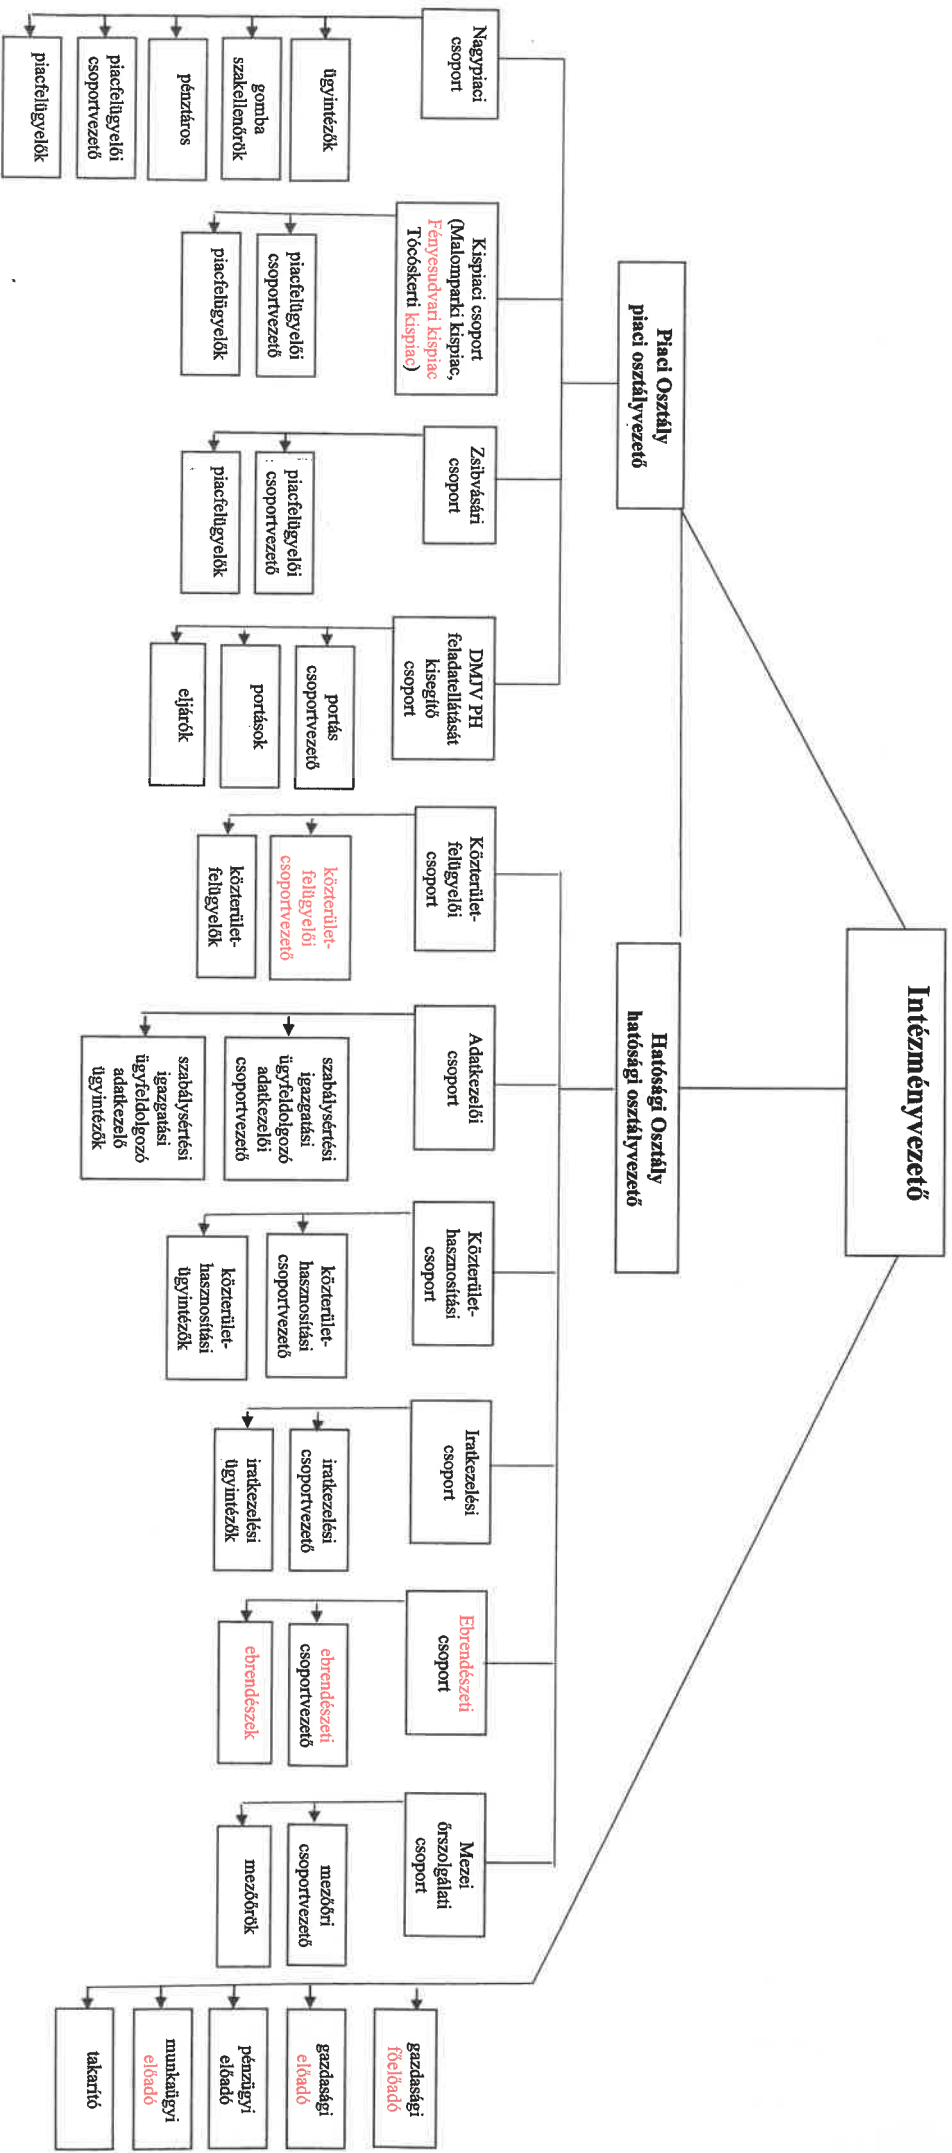 Intézményvezető
Piaci Osztály
piaci osztályvezető
Hatósági Osztály
hatósági osztályvezető
Nagypiaci
csoport
ügyintézők
gomba
szakellenőrök
pénztáros
piacfelügyelői
csoportvezető
piacfelügyelők
Kispiaci csoport
(Malomparki kispiac,
Fényesudvari kispiac
Tócóskerti kispiac)
piacfelügyelői
csoportvezető
piacfelügyelők
Zsibvásári
csoport
piacfelügyelői
csoportvezető
piacfelügyelők
DMJV PH
feladatellátását
kisegítő
csoport
portás
csoportvezető
portások
eljárók
Közterület-
felügyelői
csoport
közterület-
felügyelői
csoportvezető
közterület-
felügyelők
Adatkezelői
csoport
szabálysértési
igazgatási
ügyfeldolgozó
adatkezelői
csoportvezető
szabálysértési
igazgatási
ügyfeldolgozó
adatkezelő
ügyintézők
Közterület-
hasznosítási
csoport
közterület-
hasznosítási
csoportvezető
közterület-
hasznosítási
ügyintézők
Iratkezelési
csoport
iratkezelési
csoportvezető
iratkezelési
ügyintézők
Ebrendészeti
csoport
ebrendészeti
csoportvezető
ebrendészek
Mezei
őrszolgálati
csoport
mezőőri
csoportvezető
mezőőrök
gazdasági
főelőadó
gazdasági
előadó
pénzügyi
előadó
munkaügyi
előadó
takarító